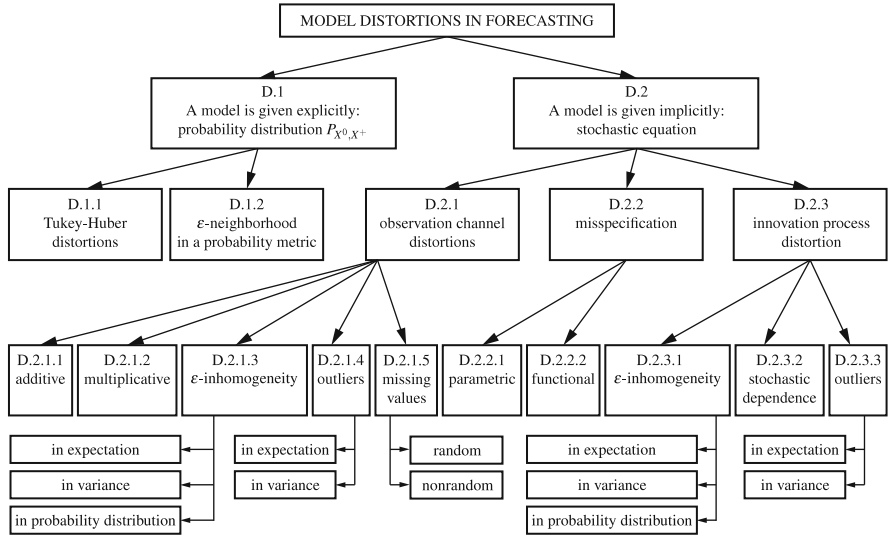 MODEL DISTORTIONS IN FORECASTING
D.1
A model is given explicitly:
probability distribution P_{X^0,X^+}
D.2
A model is given implicitly:
stochastic equation
D.1.1
Tukey-Huber
distortions
D.1.2
ε-neighborhood
in a probability metric
D.2.1
observation channel
distortions
D.2.2
misspecification
D.2.3
innovation process
distortion
D.2.1.1
additive
D.2.1.2
multiplicative
D.2.1.3
ε-inhomogeneity
D.2.1.4
outliers
D.2.1.5
missing
values
D.2.2.1
parametric
D.2.2.2
functional
D.2.3.1
ε-inhomogeneity
D.2.3.2
stochastic
dependence
D.2.3.3
outliers
in expectation
in variance
in probability distribution
in expectation
in variance
random
nonrandom
in expectation
in variance
in probability distribution
in expectation
in variance